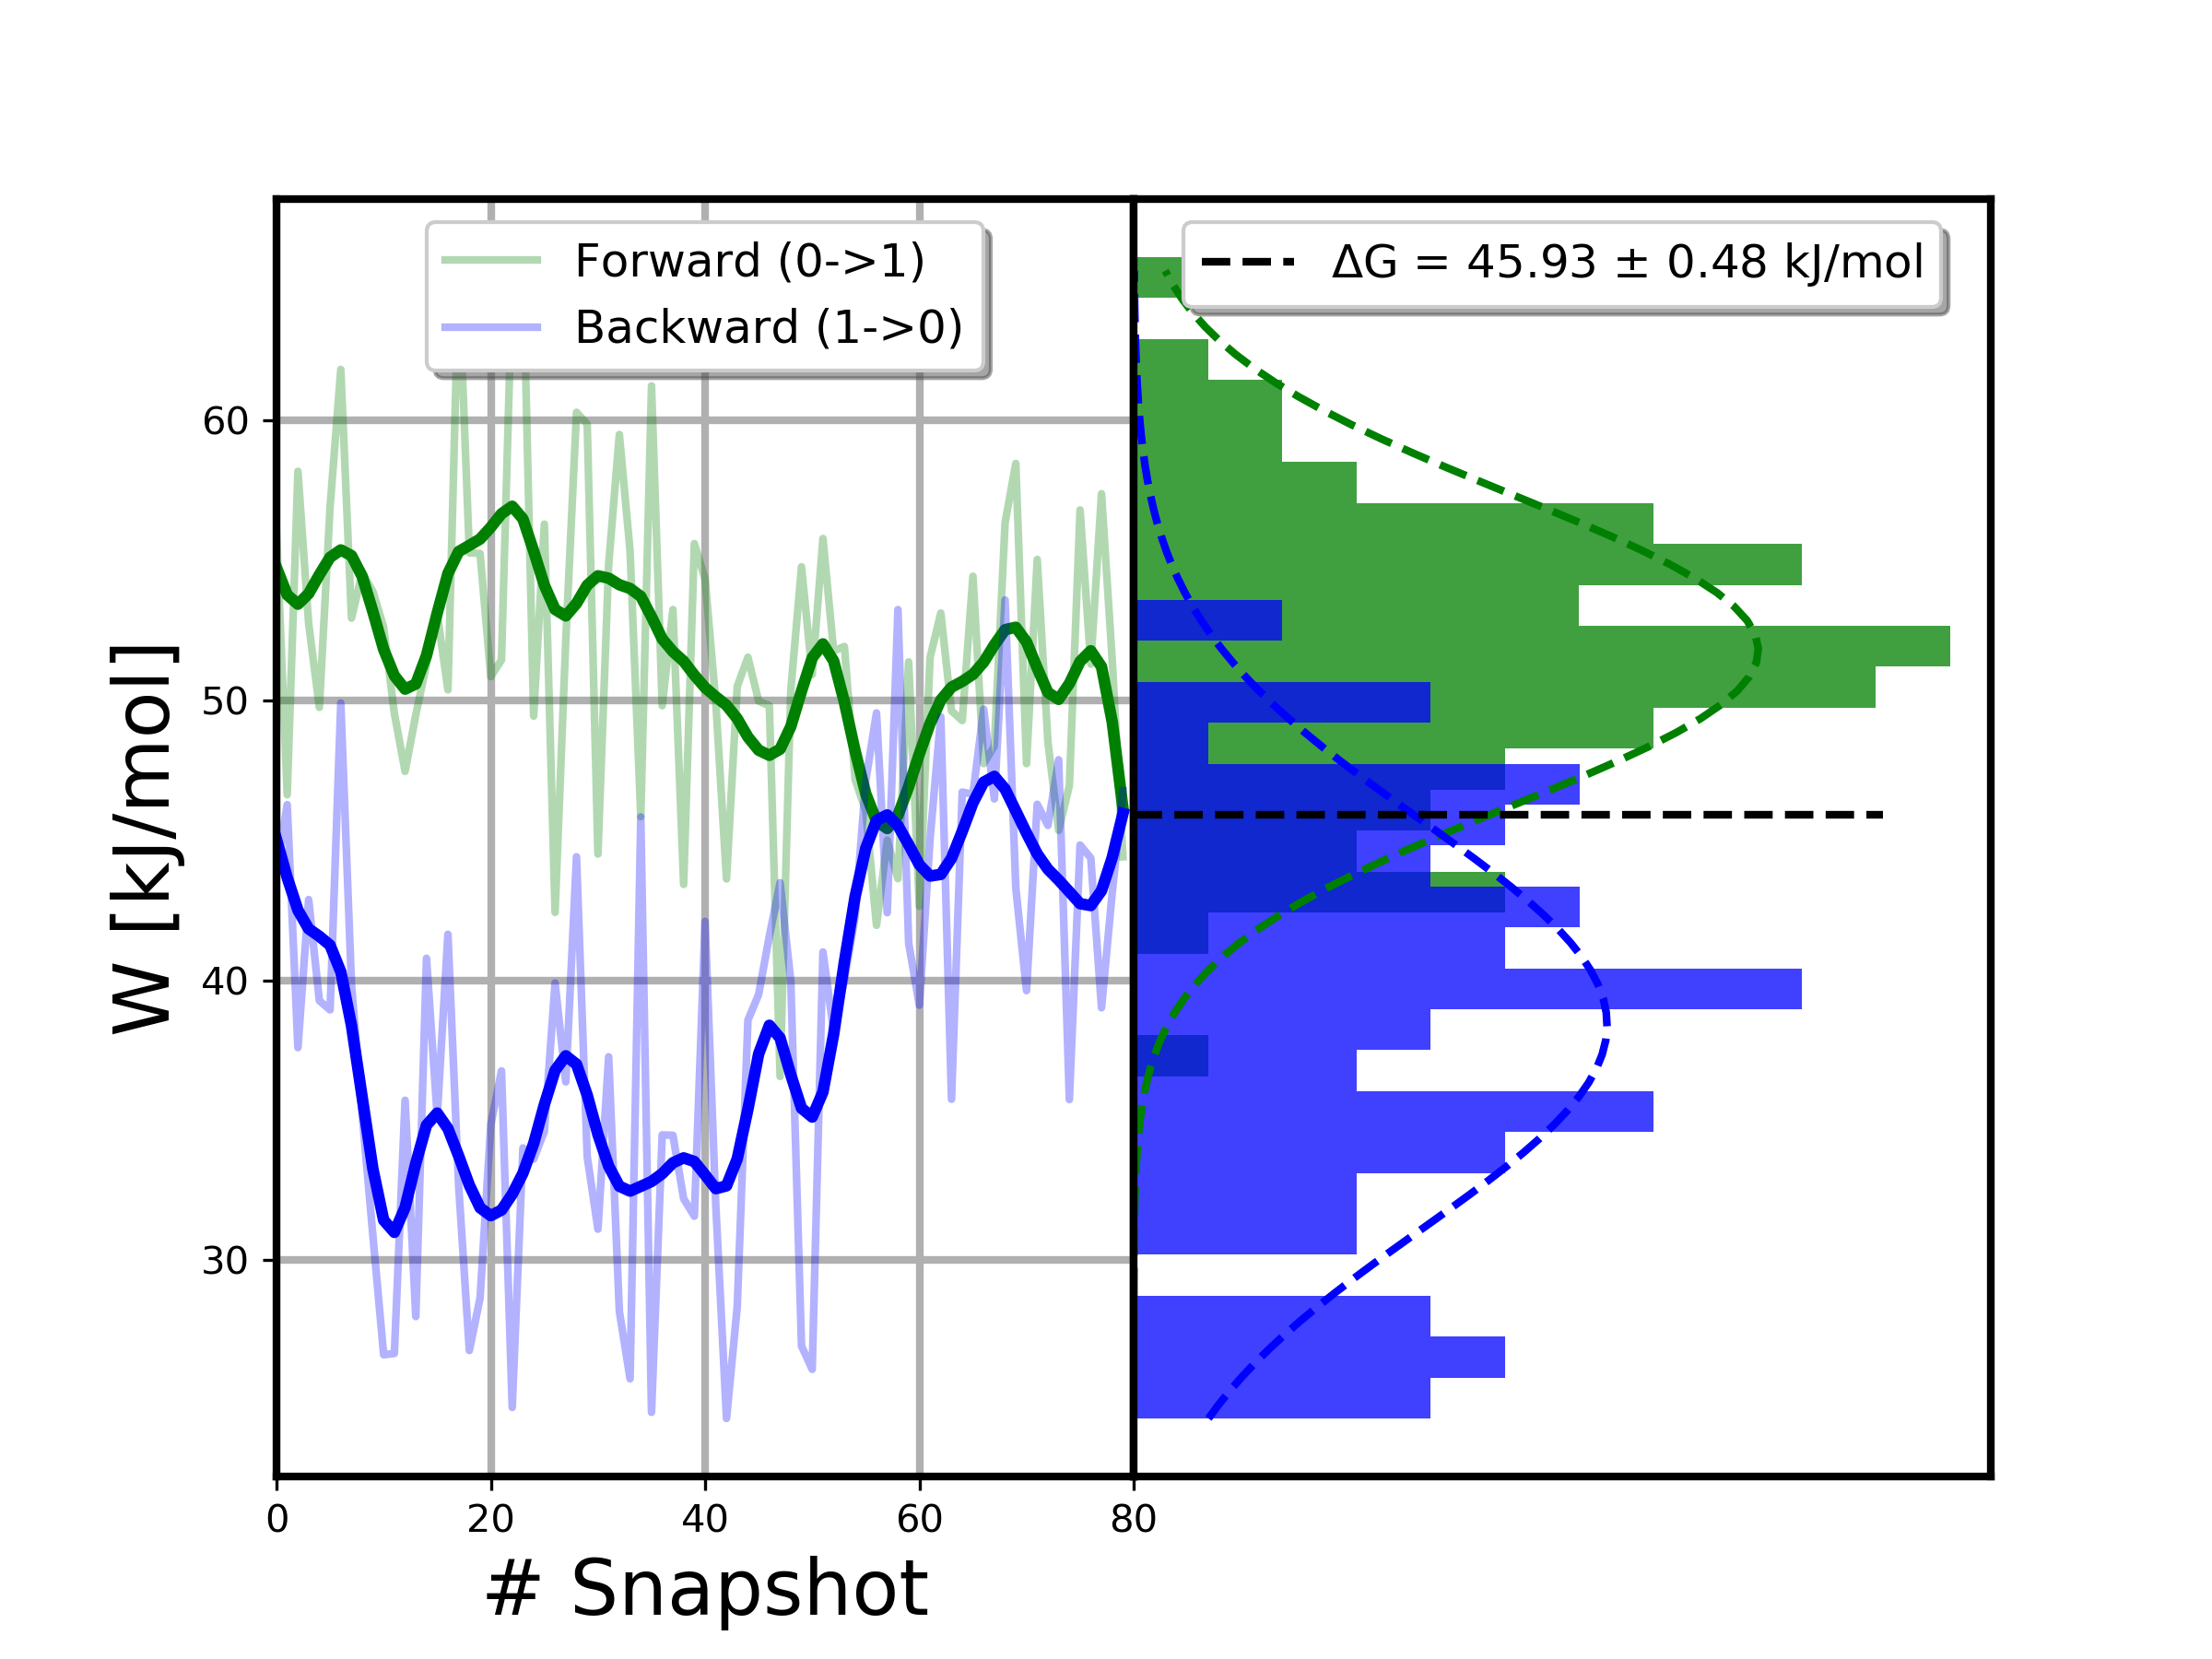 Forward (0->1)
Backward (1->0)
ΔG = 45.93 ± 0.48 kJ/mol
W [kJ/mol]
60
50
40
30
0 20 40 60 80
# Snapshot